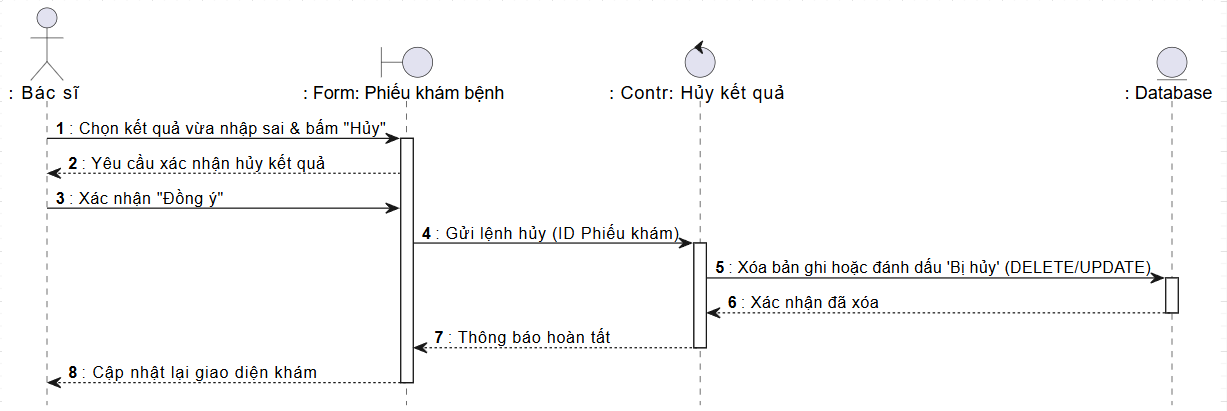 : Bác sĩ
: Form: Phiếu khám bệnh
: Contr: Hủy kết quả
: Database
1 : Chọn kết quả vừa nhập sai & bấm "Hủy"
2 : Yêu cầu xác nhận hủy kết quả
3 : Xác nhận "Đồng ý"
4 : Gửi lệnh hủy (ID Phiếu khám)
5 : Xóa bản ghi hoặc đánh dấu 'Bị hủy' (DELETE/UPDATE)
6 : Xác nhận đã xóa
7 : Thông báo hoàn tất
8 : Cập nhật lại giao diện khám